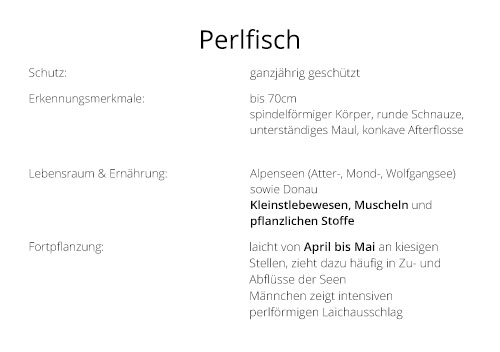 Perlfisch
Schutz: ganzjährig geschützt
Erkennungsmerkmale: bis 70cm
spindelförmiger Körper, runde Schnauze,
unterständiges Maul, konkave Afterflosse
Lebensraum & Ernährung: Alpenseen (Atter-, Mond-, Wolfgangsee)
sowie Donau
Kleinstlebewesen, Muscheln und
pflanzlichen Stoffe
Fortpflanzung: laicht von April bis Mai an kiesigen
Stellen, zieht dazu häufig in Zu- und
Abflüsse der Seen
Männchen zeigt intensiven
perlförmigen Laichausschlag